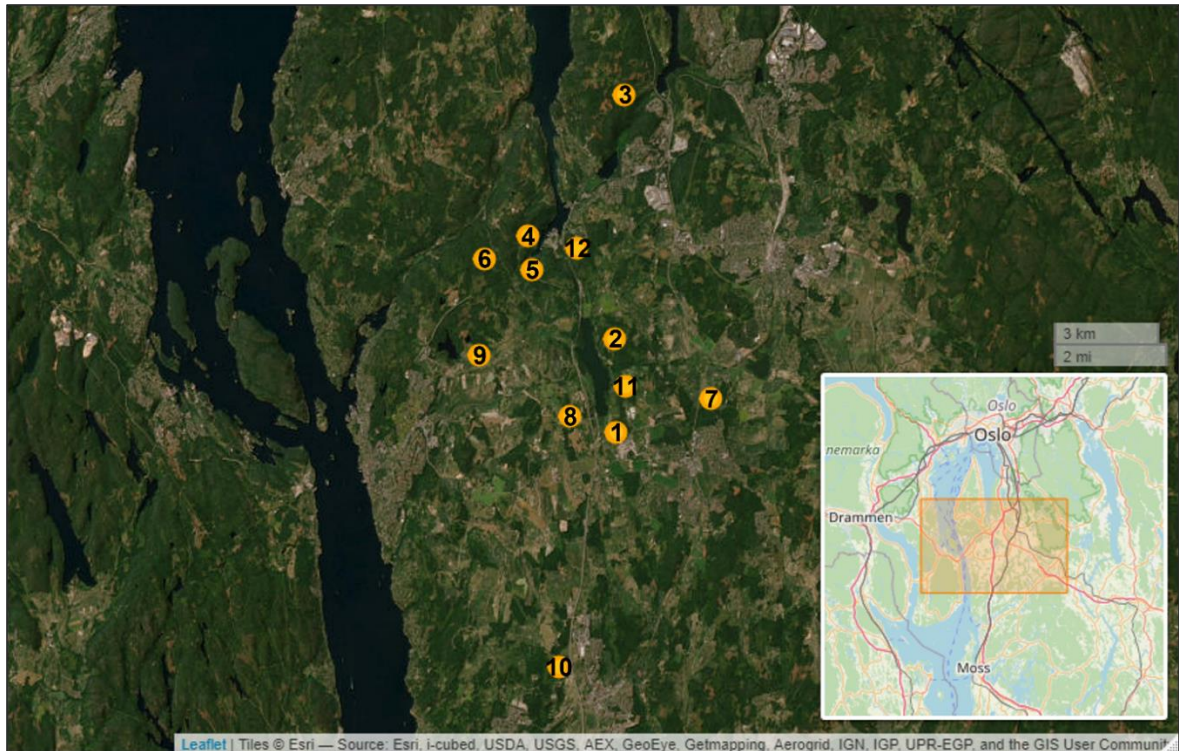 3
4
12
6
5
3 km
2 mi
2
9
11
7
8
1
10
Oslo
Oslo
nemarka
Drammen
Moss
Leaflet | Tiles © Esri — Source: Esri, i-cubed, USDA, USGS, AEX, GeoEye, Getmapping, Aerogrid, IGN, IGP, UPR-EGP, and the GIS User Communit